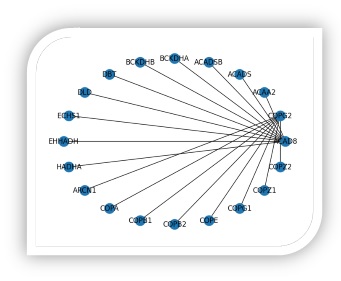 BCKDHA
BCKDHB
ACADSB
DBT
ACADS
DLD
ACAA2
ECHS1
COPG2
EHHADH
ACAD8
HADHA
COPZ2
ARCN1
COPZ1
COPA
COPG1
COPB1
COPE
COPB2